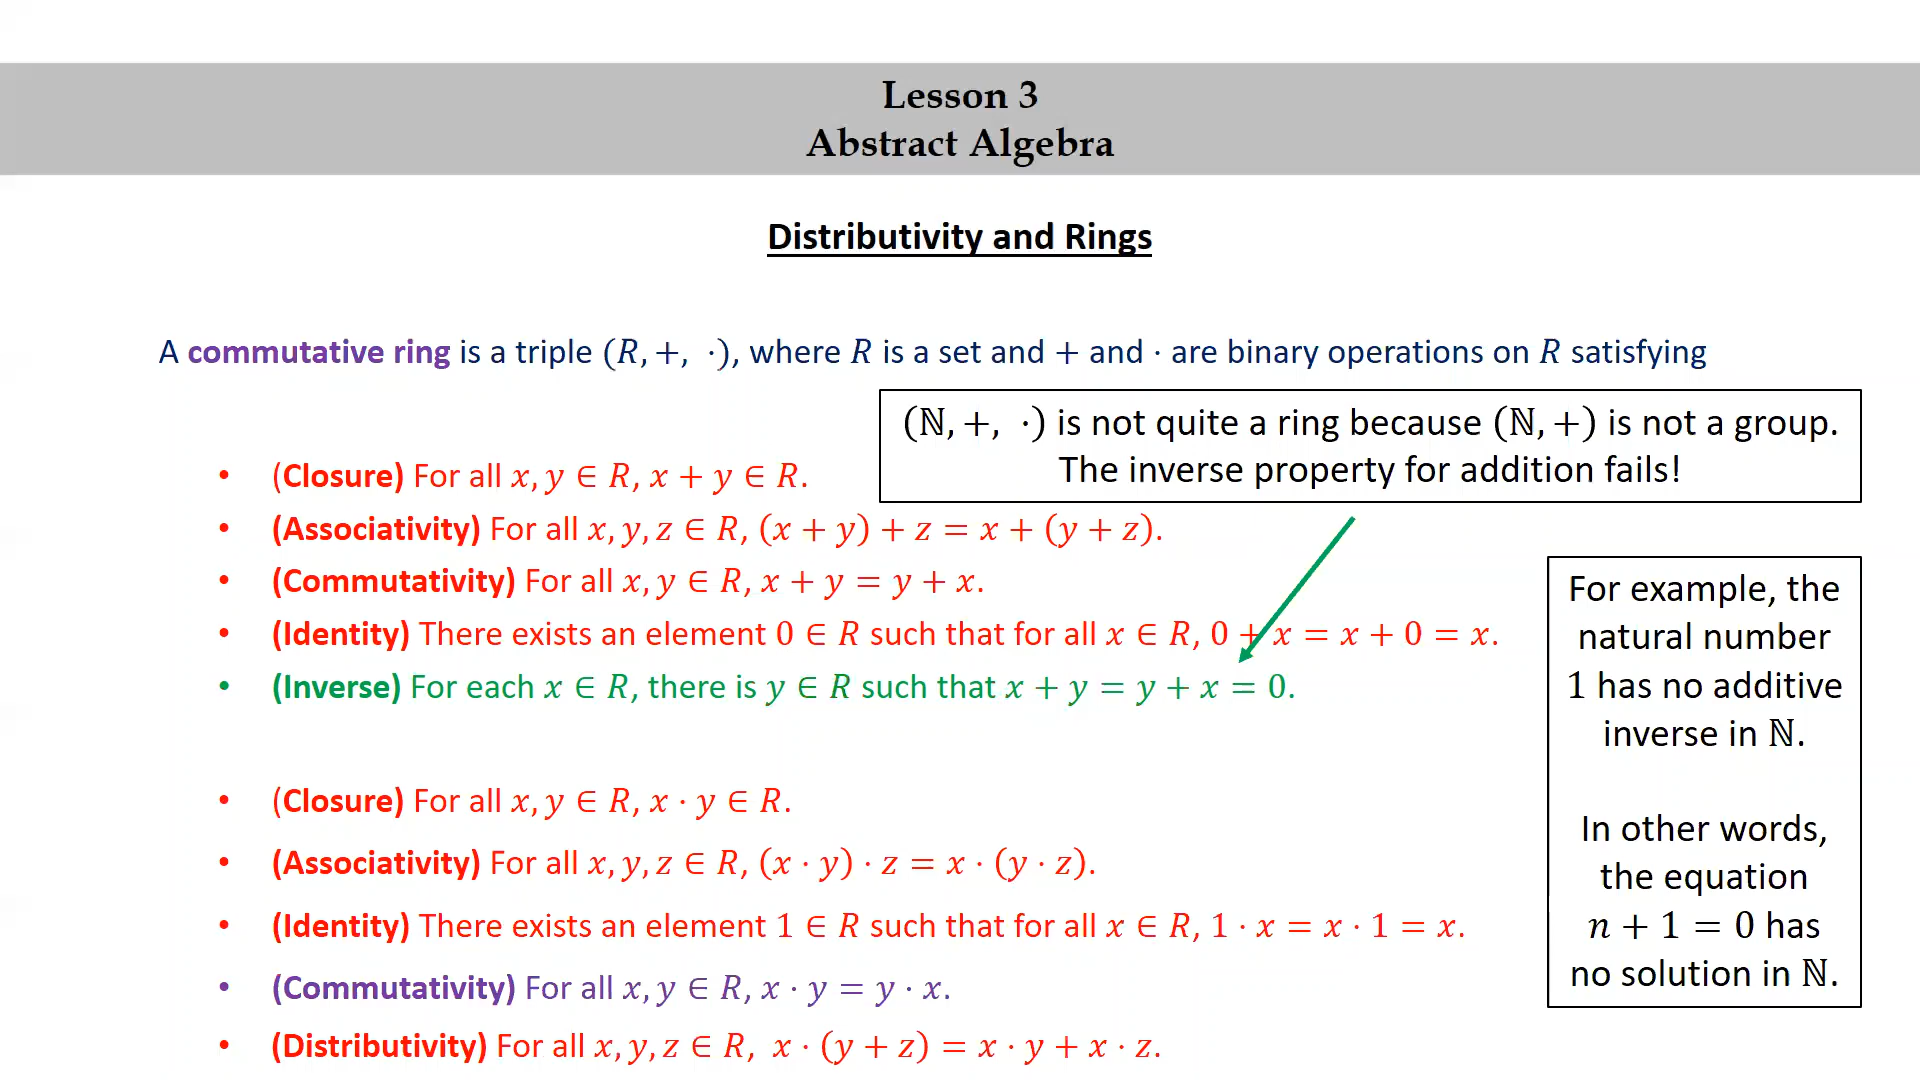 Lesson 3
Abstract Algebra
Distributivity and Rings
A commutative ring is a triple (𝑅, +, ·), where 𝑅 is a set and + and · are binary operations on 𝑅 satisfying
(ℕ, +, ·) is not quite a ring because (ℕ, +) is not a group.
The inverse property for addition fails!
• (Closure) For all 𝑥, 𝑦 ∈ 𝑅, 𝑥 + 𝑦 ∈ 𝑅.
• (Associativity) For all 𝑥, 𝑦, 𝑧 ∈ 𝑅, (𝑥 + 𝑦) + 𝑧 = 𝑥 + (𝑦 + 𝑧).
• (Commutativity) For all 𝑥, 𝑦 ∈ 𝑅, 𝑥 + 𝑦 = 𝑦 + 𝑥.
• (Identity) There exists an element 0 ∈ 𝑅 such that for all 𝑥 ∈ 𝑅, 0 + 𝑥 = 𝑥 + 0 = 𝑥.
• (Inverse) For each 𝑥 ∈ 𝑅, there is 𝑦 ∈ 𝑅 such that 𝑥 + 𝑦 = 𝑦 + 𝑥 = 0.
• (Closure) For all 𝑥, 𝑦 ∈ 𝑅, 𝑥 · 𝑦 ∈ 𝑅.
• (Associativity) For all 𝑥, 𝑦, 𝑧 ∈ 𝑅, (𝑥 · 𝑦) · 𝑧 = 𝑥 · (𝑦 · 𝑧).
• (Identity) There exists an element 1 ∈ 𝑅 such that for all 𝑥 ∈ 𝑅, 1 · 𝑥 = 𝑥 · 1 = 𝑥.
• (Commutativity) For all 𝑥, 𝑦 ∈ 𝑅, 𝑥 · 𝑦 = 𝑦 · 𝑥.
• (Distributivity) For all 𝑥, 𝑦, 𝑧 ∈ 𝑅, 𝑥 · (𝑦 + 𝑧) = 𝑥 · 𝑦 + 𝑥 · 𝑧.
For example, the
natural number
1 has no additive
inverse in ℕ.
In other words,
the equation
𝑛 + 1 = 0 has
no solution in ℕ.